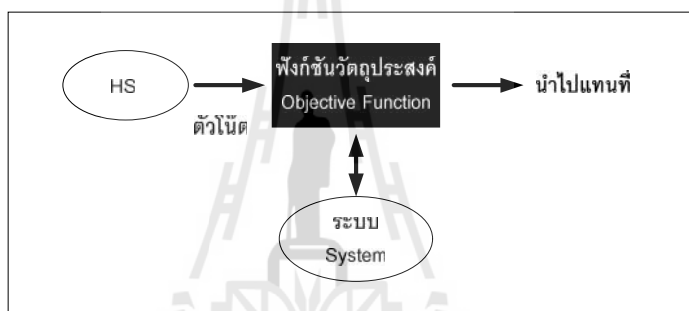 HS
ตัวโน๊ต
ฟังก์ชันวัตถุประสงค์
Objective Function
นำไปแทนที่
ระบบ
System